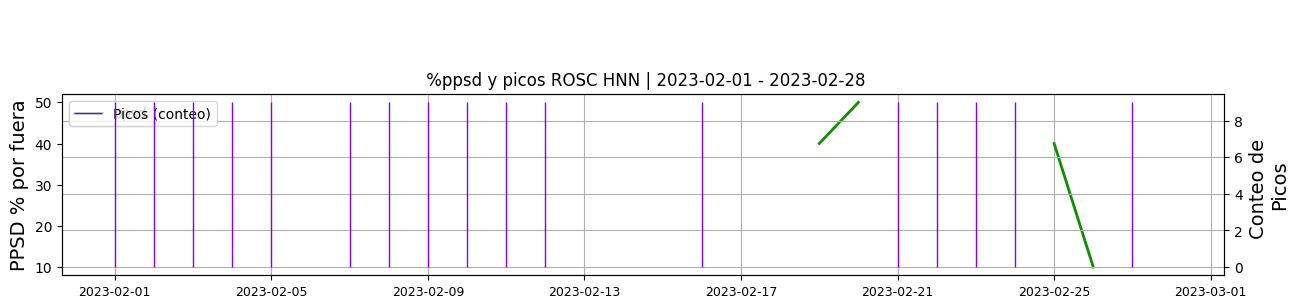 %ppsd y picos ROSC HNN | 2023-02-01 - 2023-02-28
PPSD % por fuera
50
40
30
20
10
Picos (conteo)
8
6
4
2
0
Conteo de
Picos
2023-02-01 2023-02-05 2023-02-09 2023-02-13 2023-02-17 2023-02-21 2023-02-25 2023-03-01